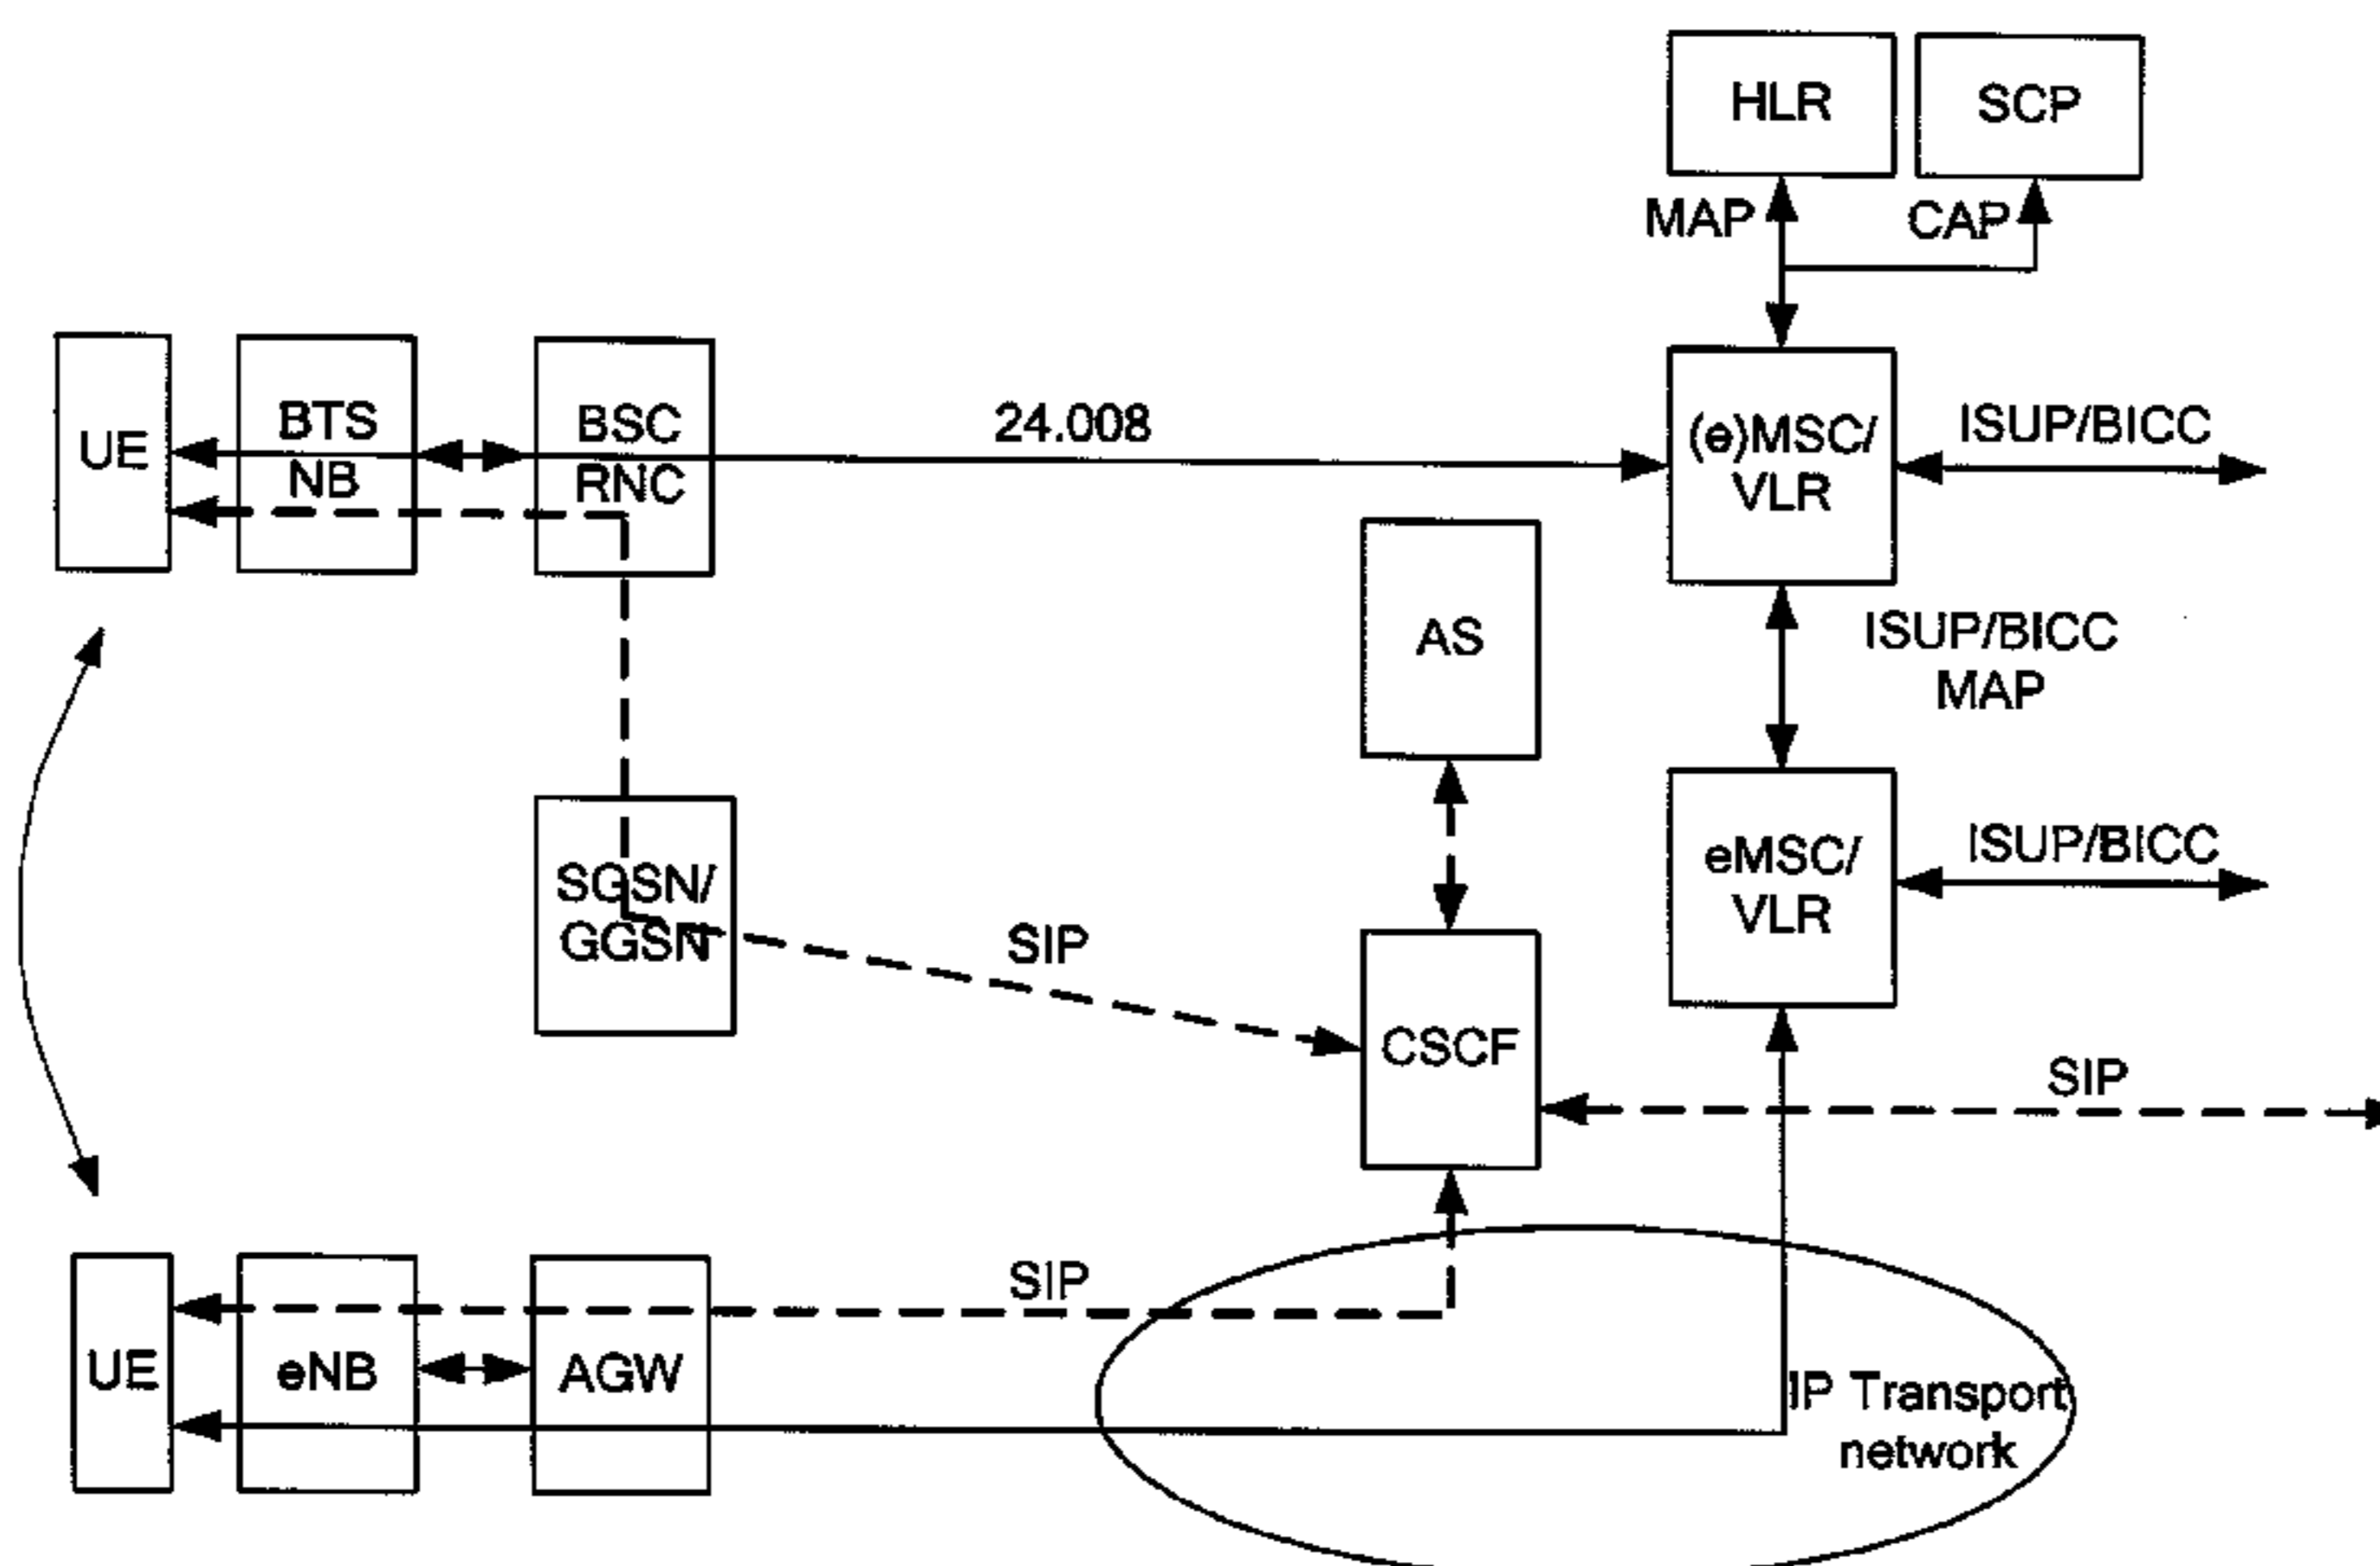 HLR
SCP
MAP
CAP
UE
BTS
NB
BSC
RNC
24.008
(e)MSC/
VLR
ISUP/BICC
AS
ISUP/BICC
MAP
SGSN/
GGSN
SIP
CSCF
eMSC/
VLR
ISUP/BICC
SIP
SIP
UE
eNB
AGW
IP Transport
network